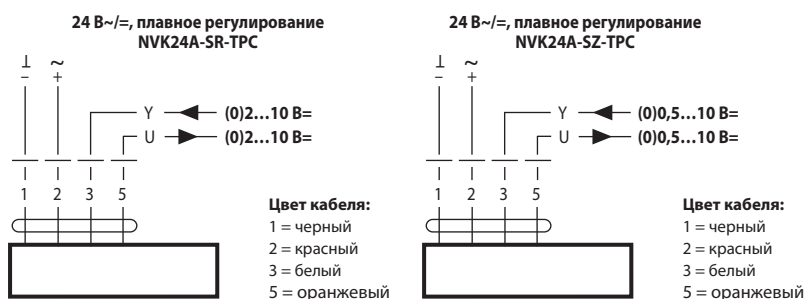 24 В~/=, плавное регулирование
NVK24A-SR-TPC
⊥ ~
– +
Y (0)2…10 В=
U (0)2…10 В=
1 2 3 5
Цвет кабеля:
1 = черный
2 = красный
3 = белый
5 = оранжевый
24 В~/=, плавное регулирование
NVK24A-SZ-TPC
⊥ ~
– +
Y (0)0,5…10 В=
U (0)0,5…10 В=
1 2 3 5
Цвет кабеля:
1 = черный
2 = красный
3 = белый
5 = оранжевый